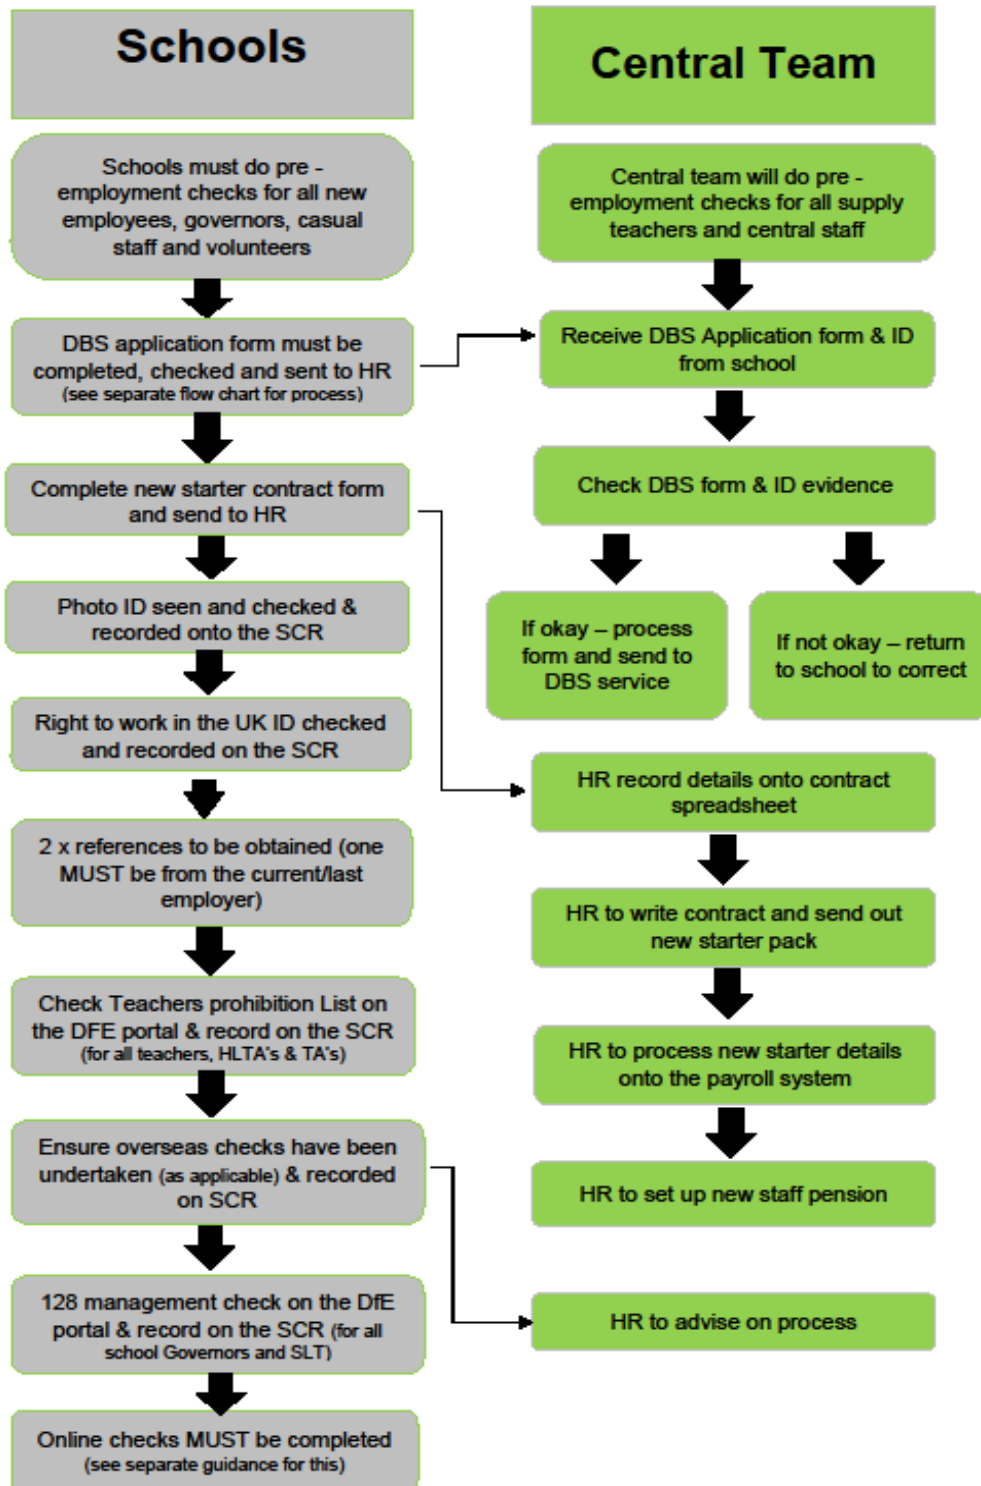 Schools
Schools must do pre -
employment checks for all new
employees, governors, casual
staff and volunteers
DBS application form must be
completed, checked and sent to HR
(see separate flow chart for process)
Complete new starter contract form
and send to HR
Photo ID seen and checked &
recorded onto the SCR
Right to work in the UK ID checked
and recorded on the SCR
2 x references to be obtained (one
MUST be from the current/last
employer)
Check Teachers prohibition List on
the DFE portal & record on the SCR
(for all teachers, HLTA's & TA's)
Ensure overseas checks have been
undertaken (as applicable) & recorded
on SCR
128 management check on the DfE
portal & record on the SCR (for all
school Governors and SLT)
Online checks MUST be completed
(see separate guidance for this)
Central Team
Central team will do pre -
employment checks for all supply
teachers and central staff
Receive DBS Application form & ID
from school
Check DBS form & ID evidence
If okay – process
form and send to
DBS service
If not okay – return
to school to correct
HR record details onto contract
spreadsheet
HR to write contract and send out
new starter pack
HR to process new starter details
onto the payroll system
HR to set up new staff pension
HR to advise on process